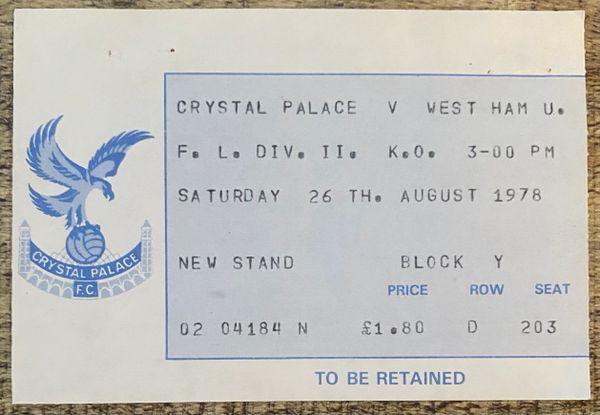 CRYSTAL PALACE V WEST HAM U.
F. L. DIV. II. K.O. 3-00 PM
SATURDAY 26 TH. AUGUST 1978
CRYSTAL PALACE
F.C
NEW STAND BLOCK Y
PRICE ROW SEAT
02 04184 N £1.80 D 203
TO BE RETAINED